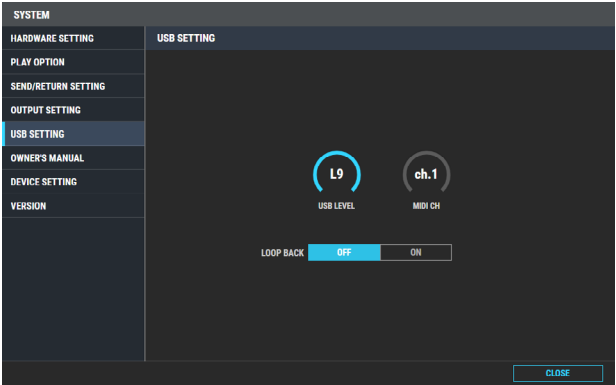 SYSTEM
HARDWARE SETTING
USB SETTING
PLAY OPTION
SEND/RETURN SETTING
OUTPUT SETTING
USB SETTING
OWNER'S MANUAL
DEVICE SETTING
VERSION
L9
ch.1
USB LEVEL
MIDI CH
LOOP BACK OFF ON
CLOSE